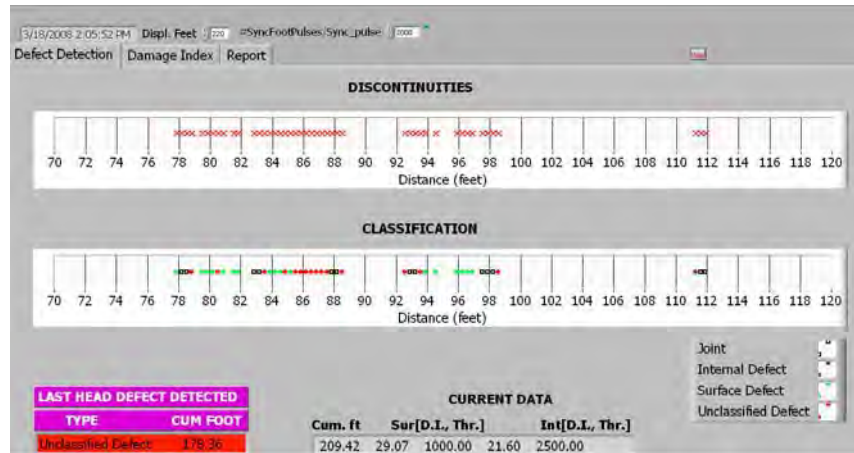 3/18/2008 2:05:52 PM Displ. Feet 220 #SyncFootPulses/Sync_pulse 2000
Defect Detection Damage Index Report
DISCONTINUITIES
70 72 74 76 78 80 82 84 86 88 90 92 94 96 98 100 102 104 106 108 110 112 114 116 118 120
Distance (feet)
CLASSIFICATION
70 72 74 76 78 80 82 84 86 88 90 92 94 96 98 100 102 104 106 108 110 112 114 116 118 120
Distance (feet)
Joint
Internal Defect
Surface Defect
Unclassified Defect
LAST HEAD DEFECT DETECTED
TYPE CUM FOOT
Unclassified Defect 178.36
CURRENT DATA
Cum. ft Sur[D.I., Thr.] Int[D.I., Thr.]
209.42 29.07 1000.00 21.60 2500.00